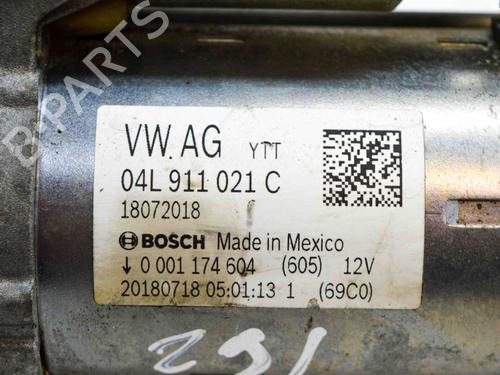 B-PARTS
VW AG YTT
04L 911 021 C
18072018
BOSCH Made in Mexico
↓ 0 001 174 604 (605) 12V
20180718 05:01:13 1 (69C0)